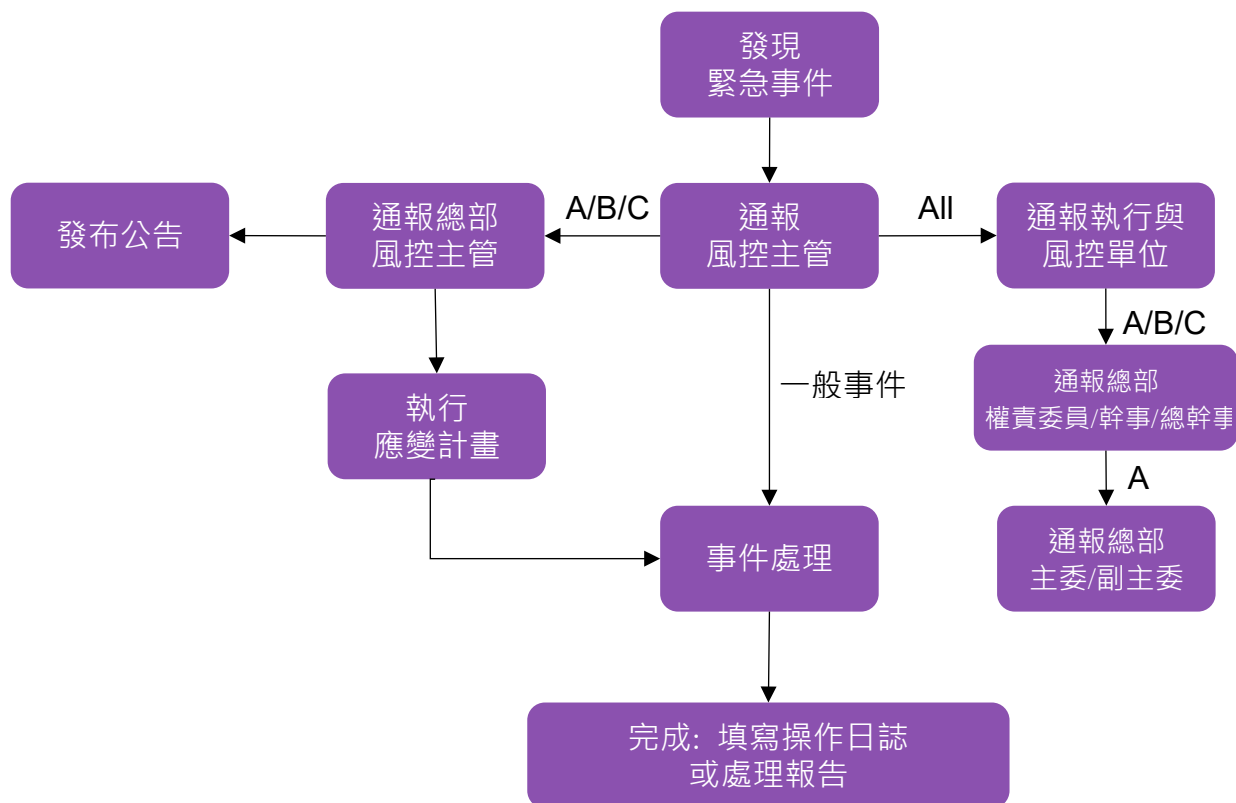 發現
緊急事件
發布公告
通報總部
風控主管
A/B/C
通報
風控主管
All
通報執行與
風控單位
A/B/C
執行
應變計畫
一般事件
通報總部
權責委員/幹事/總幹事
A
事件處理
通報總部
主委/副主委
完成: 填寫操作日誌
或處理報告